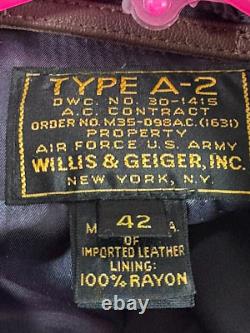 TYPE A-2
DWG. NO. 30-1415
A.C. CONTRACT
ORDER NO. M35-098A.C. (1631)
PROPERTY
AIR FORCE U.S. ARMY
WILLIS & GEIGER, INC.
NEW YORK, N.Y.
M 42 A.
OF
IMPORTED LEATHER
LINING:
100% RAYON